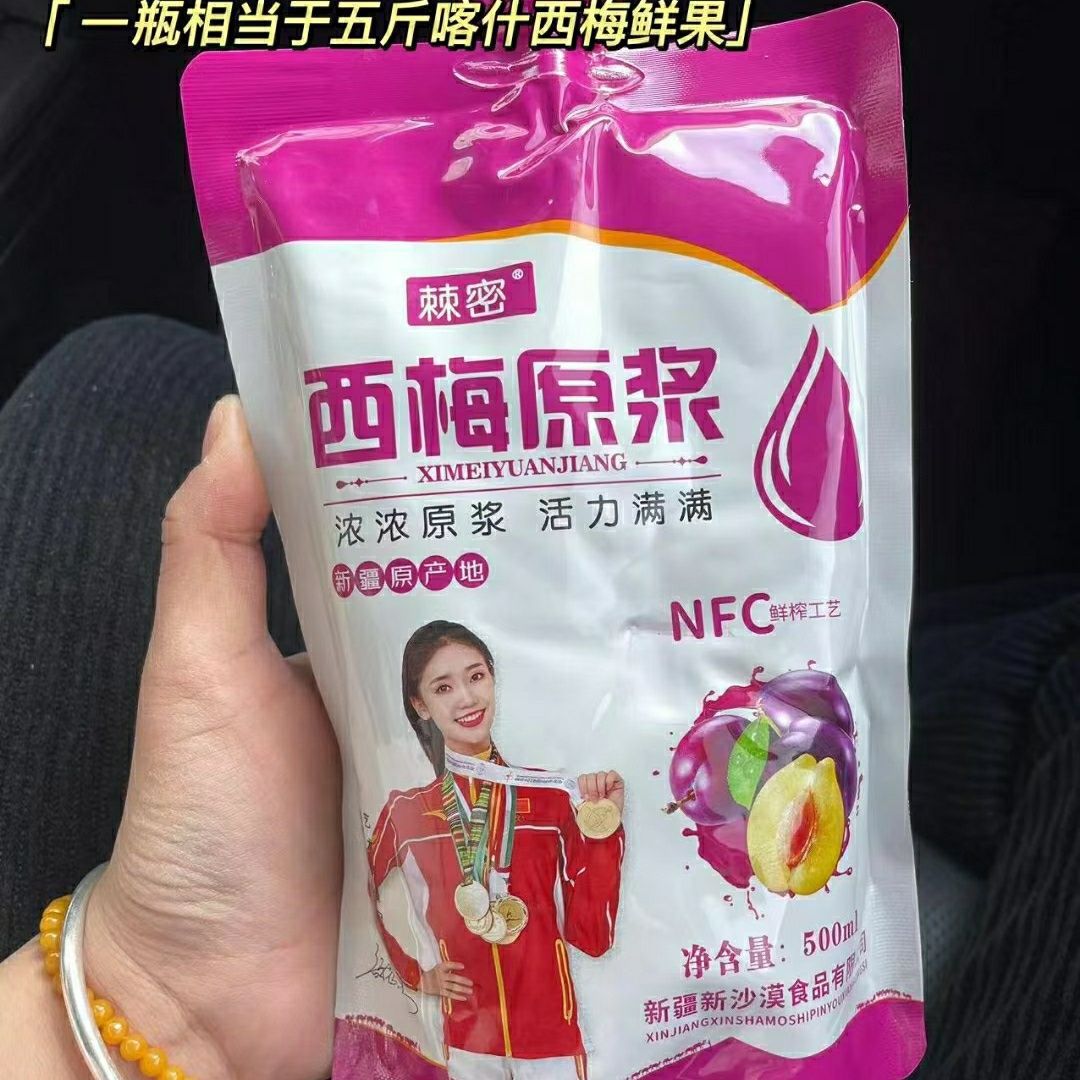 「一瓶相当于五斤喀什西梅鲜果」
棘密®
西梅原浆
XIMEIYUANJIANG
浓浓原浆 活力满满
新疆原产地
NFC鲜榨工艺
净含量：500ml
新疆新沙漠食品有限公司